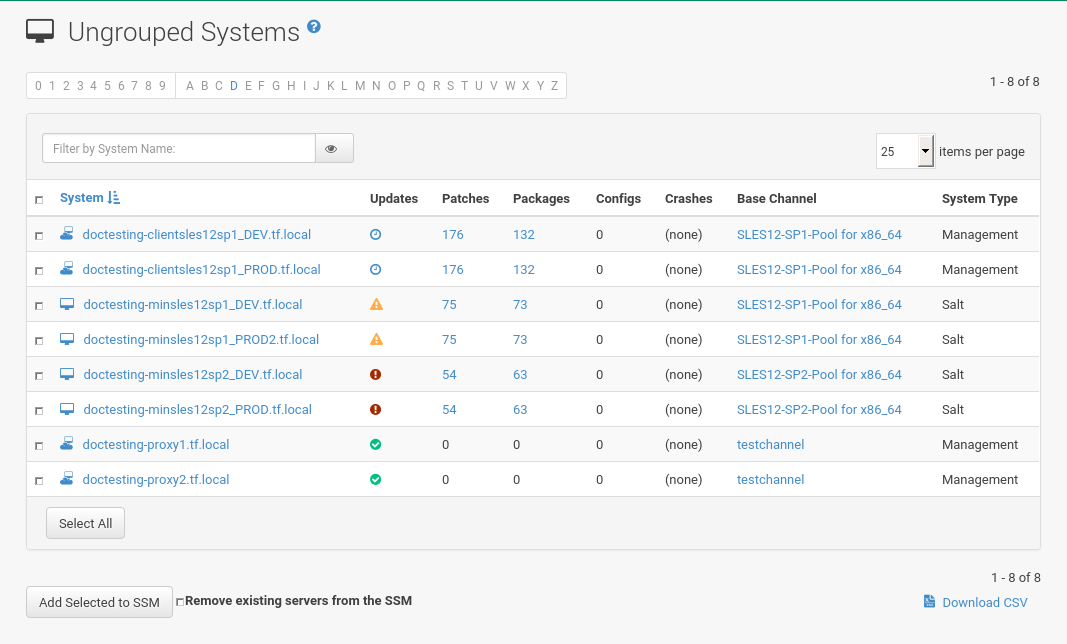 Ungrouped Systems ?
0 1 2 3 4 5 6 7 8 9 A B C D E F G H I J K L M N O P Q R S T U V W X Y Z 1 - 8 of 8
Filter by System Name: 25 items per page
System Updates Patches Packages Configs Crashes Base Channel System Type
doctesting-clientsles12sp1_DEV.tf.local 176 132 0 (none) SLES12-SP1-Pool for x86_64 Management
doctesting-clientsles12sp1_PROD.tf.local 176 132 0 (none) SLES12-SP1-Pool for x86_64 Management
doctesting-minsles12sp1_DEV.tf.local 75 73 0 (none) SLES12-SP1-Pool for x86_64 Salt
doctesting-minsles12sp1_PROD2.tf.local 75 73 0 (none) SLES12-SP1-Pool for x86_64 Salt
doctesting-minsles12sp2_DEV.tf.local 54 63 0 (none) SLES12-SP2-Pool for x86_64 Salt
doctesting-minsles12sp2_PROD.tf.local 54 63 0 (none) SLES12-SP2-Pool for x86_64 Salt
doctesting-proxy1.tf.local 0 0 0 (none) testchannel Management
doctesting-proxy2.tf.local 0 0 0 (none) testchannel Management
Select All
1 - 8 of 8
Add Selected to SSM Remove existing servers from the SSM Download CSV